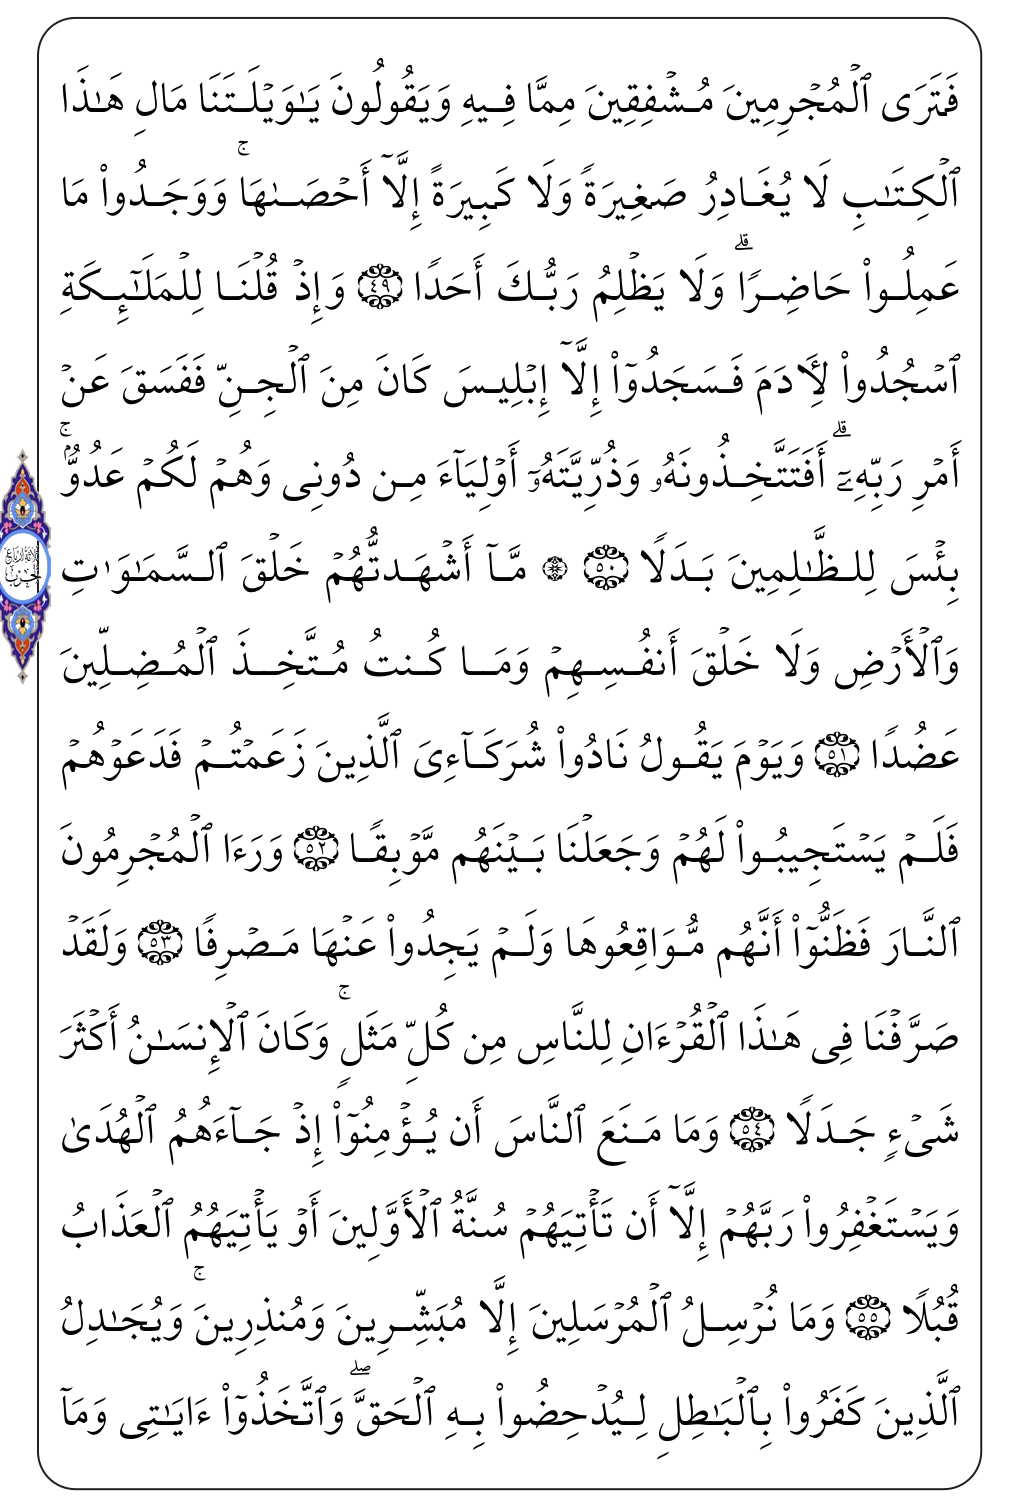 فَتَرَى ٱلْمُجْرِمِينَ مُشْفِقِينَ مِمَّا فِيهِ وَيَقُولُونَ يَـٰوَيْلَتَنَا مَالِ هَـٰذَا
ٱلْكِتَـٰبِ لَا يُغَادِرُ صَغِيرَةً وَلَا كَبِيرَةً إِلَّآ أَحْصَىٰهَا ۚ وَوَجَدُوا۟ مَا
عَمِلُوا۟ حَاضِرًا ۗ وَلَا يَظْلِمُ رَبُّكَ أَحَدًا ٤٩ وَإِذْ قُلْنَا لِلْمَلَـٰٓئِكَةِ
ٱسْجُدُوا۟ لِـَٔادَمَ فَسَجَدُوٓا۟ إِلَّآ إِبْلِيسَ كَانَ مِنَ ٱلْجِنِّ فَفَسَقَ عَنْ
أَمْرِ رَبِّهِۦٓ ۗ أَفَتَتَّخِذُونَهُۥ وَذُرِّيَّتَهُۥٓ أَوْلِيَآءَ مِن دُونِى وَهُمْ لَكُمْ عَدُوٌّۢ ۚ
بِئْسَ لِلظَّـٰلِمِينَ بَدَلًا ٥٠ ۞ مَّآ أَشْهَدتُّهُمْ خَلْقَ ٱلسَّمَـٰوَٰتِ
ثلاثة أرباع الحزب
وَٱلْأَرْضِ وَلَا خَلْقَ أَنفُسِهِمْ وَمَا كُنتُ مُتَّخِذَ ٱلْمُضِلِّينَ
عَضُدًا ٥١ وَيَوْمَ يَقُولُ نَادُوا۟ شُرَكَآءِىَ ٱلَّذِينَ زَعَمْتُمْ فَدَعَوْهُمْ
فَلَمْ يَسْتَجِيبُوا۟ لَهُمْ وَجَعَلْنَا بَيْنَهُم مَّوْبِقًا ٥٢ وَرَءَا ٱلْمُجْرِمُونَ
ٱلنَّارَ فَظَنُّوٓا۟ أَنَّهُم مُّوَاقِعُوهَا وَلَمْ يَجِدُوا۟ عَنْهَا مَصْرِفًا ٥٣ وَلَقَدْ
صَرَّفْنَا فِى هَـٰذَا ٱلْقُرْءَانِ لِلنَّاسِ مِن كُلِّ مَثَلٍ ۚ وَكَانَ ٱلْإِنسَـٰنُ أَكْثَرَ
شَىْءٍ جَدَلًا ٥٤ وَمَا مَنَعَ ٱلنَّاسَ أَن يُؤْمِنُوٓا۟ إِذْ جَآءَهُمُ ٱلْهُدَىٰ
وَيَسْتَغْفِرُوا۟ رَبَّهُمْ إِلَّآ أَن تَأْتِيَهُمْ سُنَّةُ ٱلْأَوَّلِينَ أَوْ يَأْتِيَهُمُ ٱلْعَذَابُ
قُبُلًا ٥٥ وَمَا نُرْسِلُ ٱلْمُرْسَلِينَ إِلَّا مُبَشِّرِينَ وَمُنذِرِينَ ۚ وَيُجَـٰدِلُ
ٱلَّذِينَ كَفَرُوا۟ بِٱلْبَـٰطِلِ لِيُدْحِضُوا۟ بِهِ ٱلْحَقَّ ۖ وَٱتَّخَذُوٓا۟ ءَايَـٰتِى وَمَآ